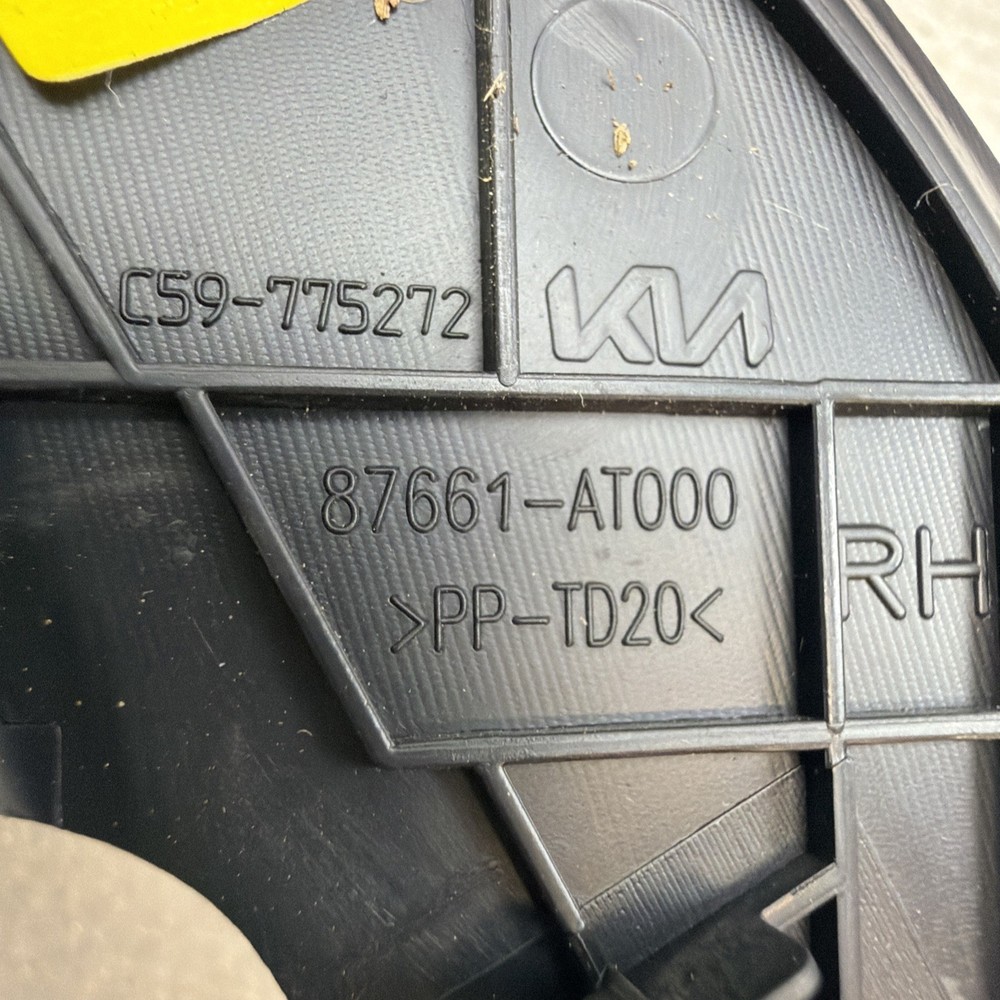 C59-775272
KIA
87661-AT000
RH
>PP-TD20<